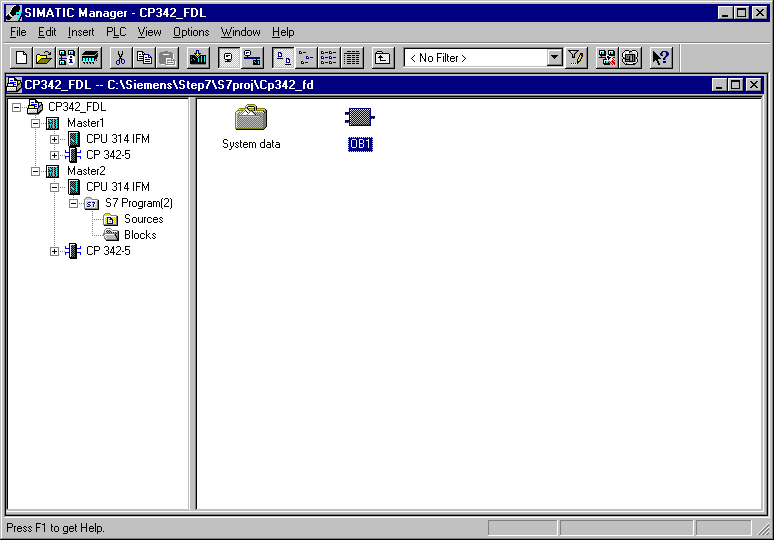 SIMATIC Manager - CP342_FDL
File Edit Insert PLC View Options Window Help
< No Filter >
CP342_FDL -- C:\Siemens\Step7\S7proj\Cp342_fd
CP342_FDL
Master1
CPU 314 IFM
CP 342-5
Master2
CPU 314 IFM
S7 Program(2)
Sources
Blocks
CP 342-5
System data
OB1
Press F1 to get Help.